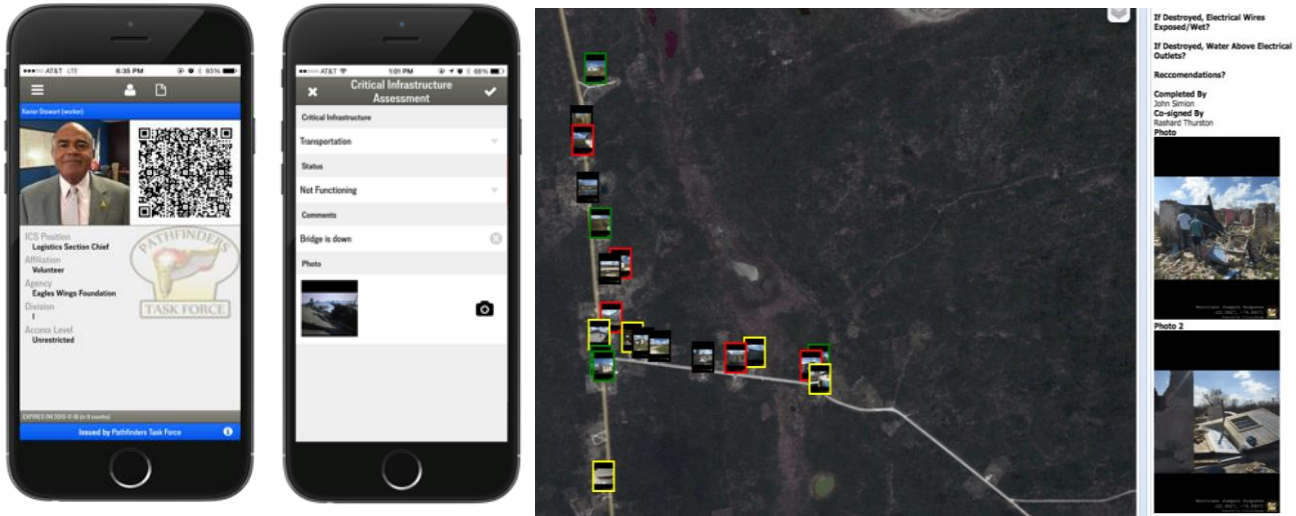 AT&T LTE 6:35 PM 93%
Xavier Stewart (worker)
ICS Position
Logistics Section Chief
Affiliation
Volunteer
Agency
Eagles Wings Foundation
Division
I
Access Level
Unrestricted
PATHFINDERS
TASK FORCE
Issued by Pathfinders Task Force
AT&T 1:01 PM 68%
Critical Infrastructure
Assessment
Critical Infrastructure
Transportation
Status
Not Functioning
Comments
Bridge is down
Photo
If Destroyed, Electrical Wires
Exposed/Wet?
If Destroyed, Water Above Electrical
Outlets?
Reccomendations?
Completed By
John Simion
Co-signed By
Rashard Thurston
Photo
Photo 2